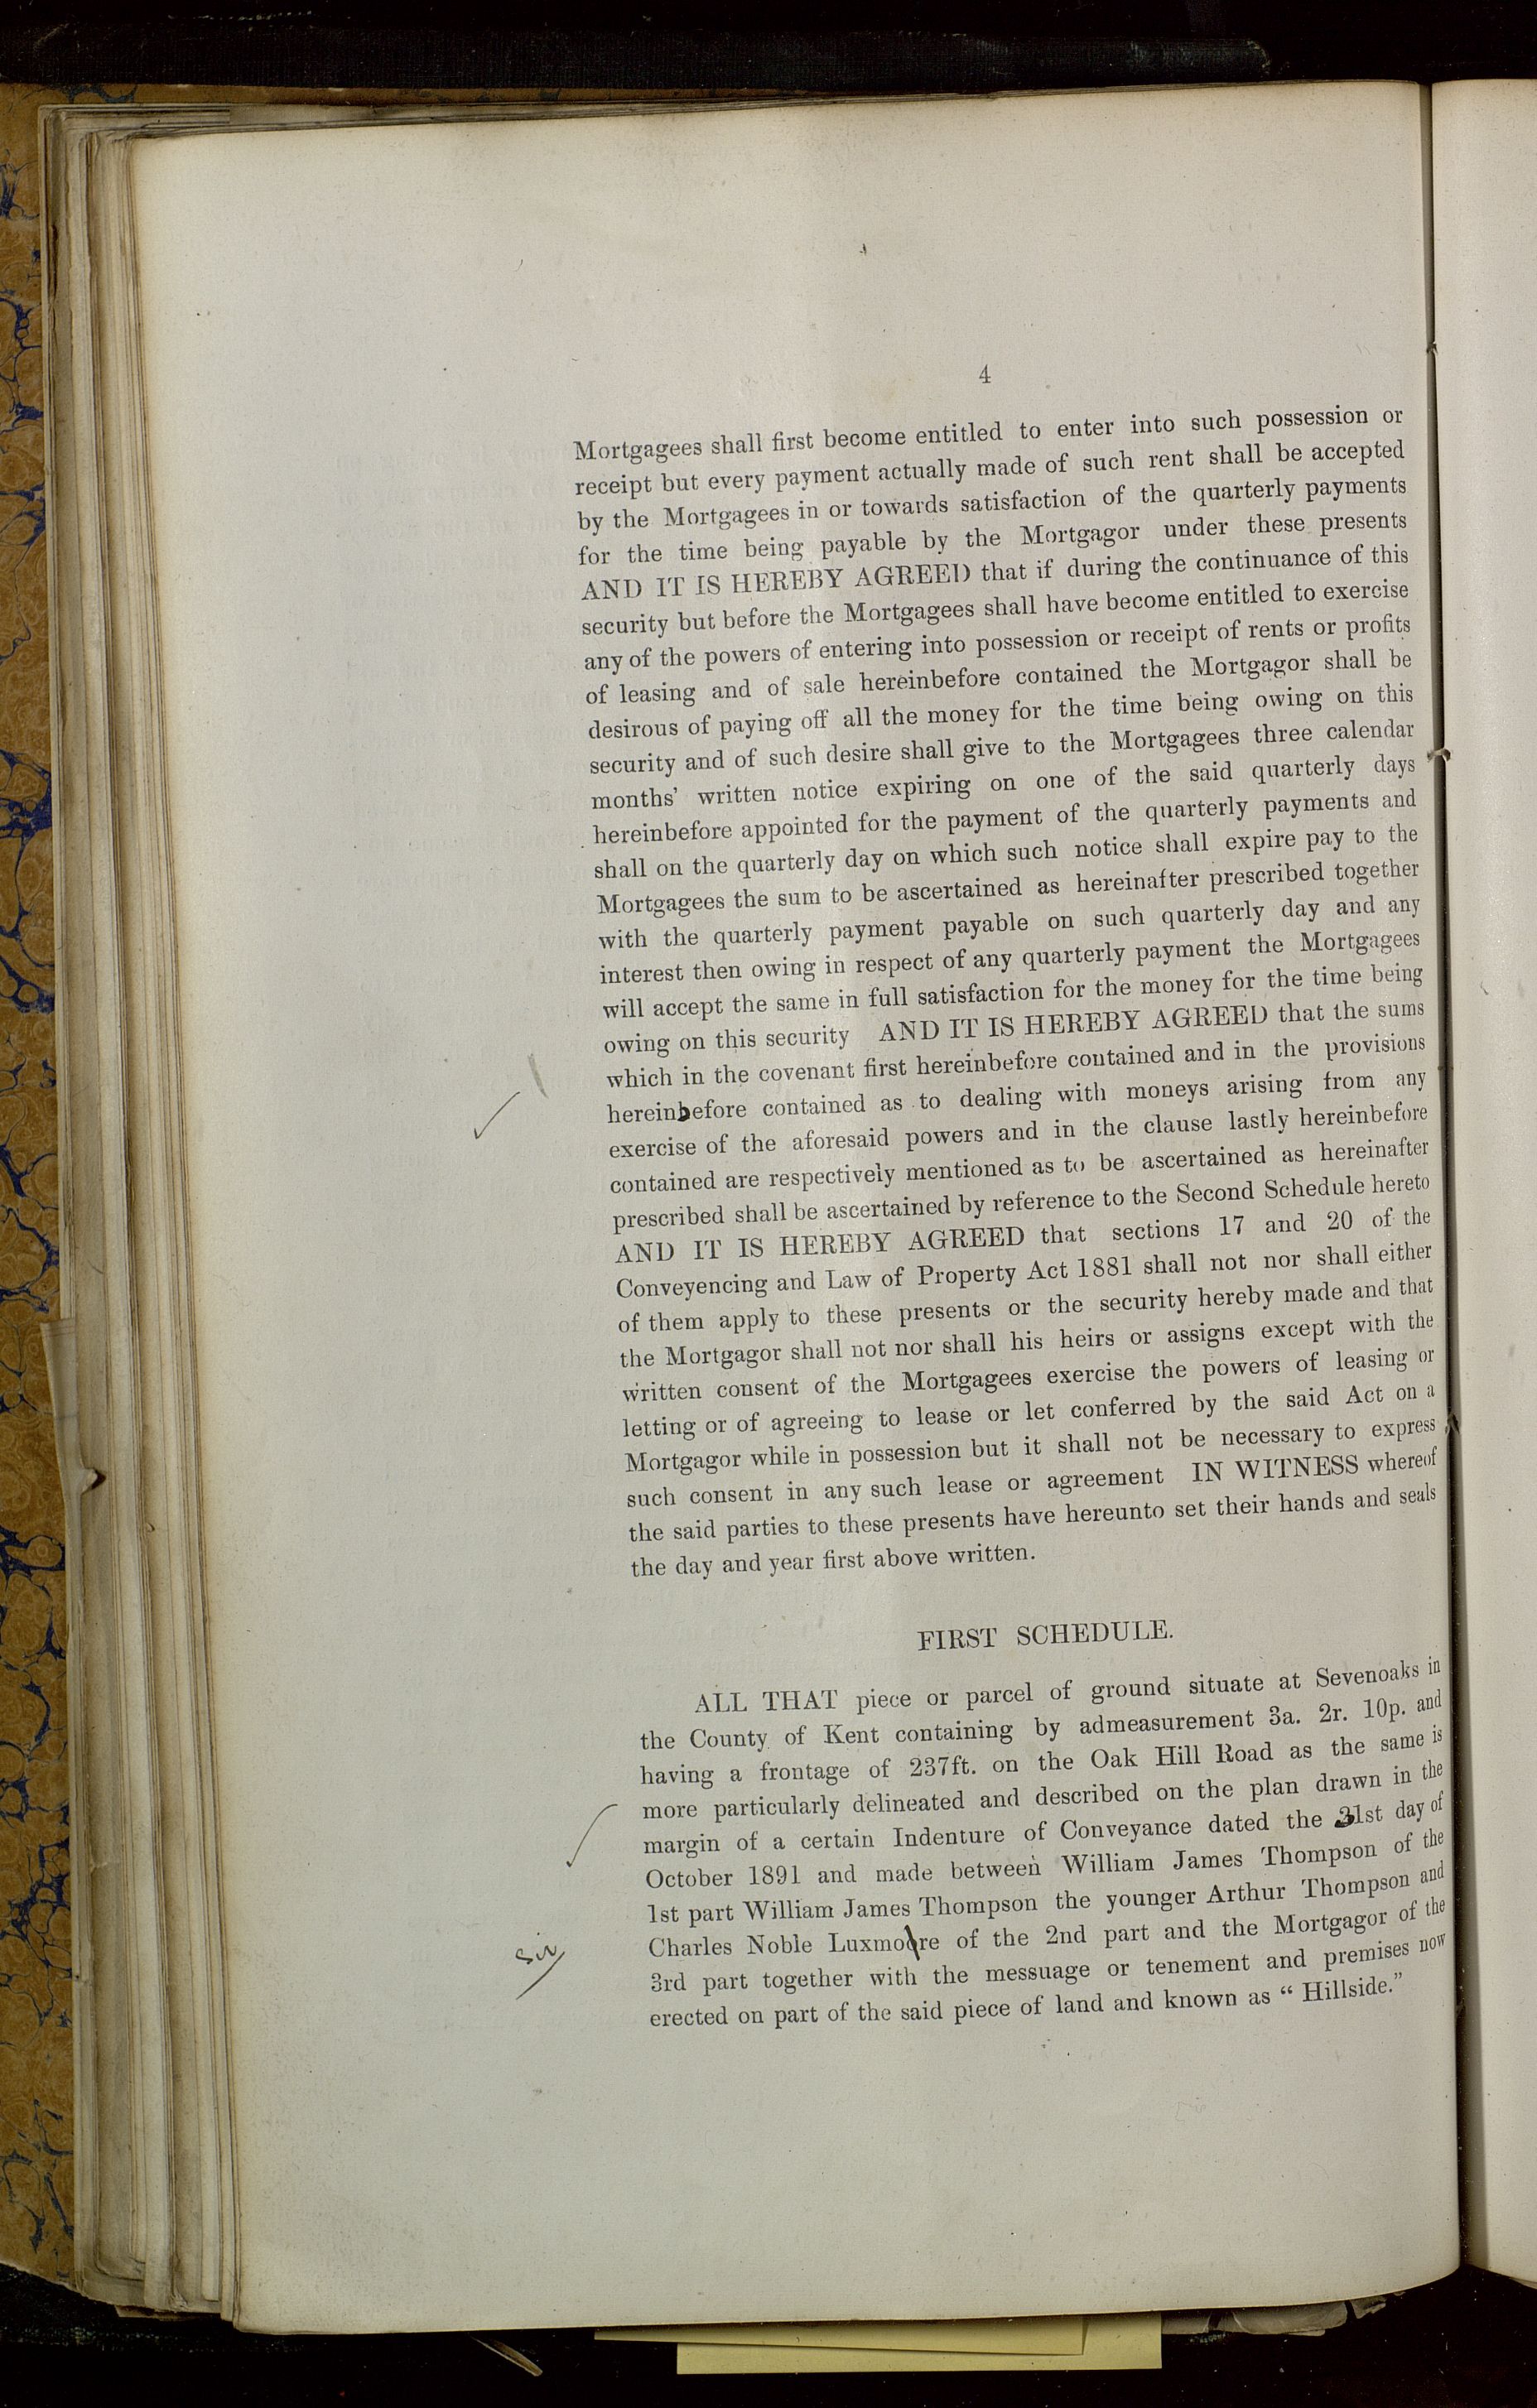 4
Mortgagees shall first become entitled to enter into such possession or
receipt but every payment actually made of such rent shall be accepted
by the Mortgagees in or towards satisfaction of the quarterly payments
for the time being payable by the Mortgagor under these presents
AND IT IS HEREBY AGREED that if during the continuance of this
security but before the Mortgagees shall have become entitled to exercise
any of the powers of entering into possession or receipt of rents or profits
of leasing and of sale hereinbefore contained the Mortgagor shall be
desirous of paying off all the money for the time being owing on this
security and of such desire shall give to the Mortgagees three calendar
months' written notice expiring on one of the said quarterly days
hereinbefore appointed for the payment of the quarterly payments and
shall on the quarterly day on which such notice shall expire pay to the
Mortgagees the sum to be ascertained as hereinafter prescribed together
with the quarterly payment payable on such quarterly day and any
interest then owing in respect of any quarterly payment the Mortgagees
will accept the same in full satisfaction for the money for the time being
owing on this security AND IT IS HEREBY AGREED that the sums
which in the covenant first hereinbefore contained and in the provisions
hereinbefore contained as to dealing with moneys arising from any
exercise of the aforesaid powers and in the clause lastly hereinbefore
contained are respectively mentioned as to be ascertained as hereinafter
prescribed shall be ascertained by reference to the Second Schedule hereto
AND IT IS HEREBY AGREED that sections 17 and 20 of the
Conveyencing and Law of Property Act 1881 shall not nor shall either
of them apply to these presents or the security hereby made and that
the Mortgagor shall not nor shall his heirs or assigns except with the
written consent of the Mortgagees exercise the powers of leasing or
letting or of agreeing to lease or let conferred by the said Act on a
Mortgagor while in possession but it shall not be necessary to express
such consent in any such lease or agreement IN WITNESS whereof
the said parties to these presents have hereunto set their hands and seals
the day and year first above written.
FIRST SCHEDULE.
ALL THAT piece or parcel of ground situate at Sevenoaks in
the County of Kent containing by admeasurement 3a. 2r. 10p. and
having a frontage of 237ft. on the Oak Hill Road as the same is
more particularly delineated and described on the plan drawn in the
margin of a certain Indenture of Conveyance dated the 31st day of
October 1891 and made between William James Thompson of the
1st part William James Thompson the younger Arthur Thompson and
Charles Noble Luxmoore of the 2nd part and the Mortgagor of the
3rd part together with the messuage or tenement and premises now
erected on part of the said piece of land and known as “ Hillside.”